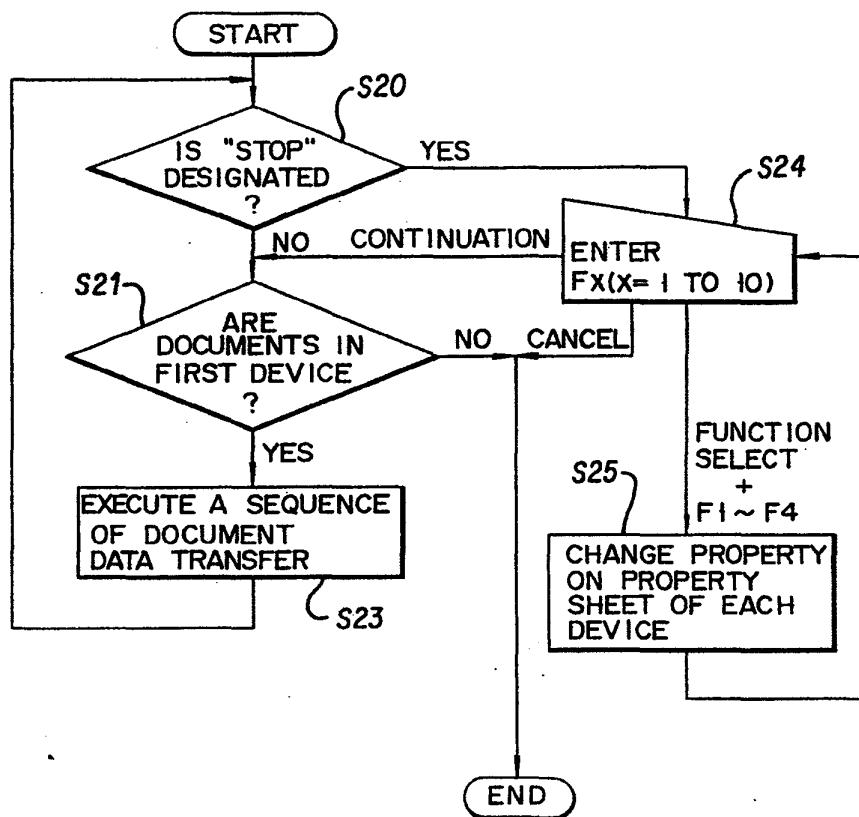 START
S20
IS "STOP"
DESIGNATED
?
YES
S24
NO
CONTINUATION
ENTER
FX(X= 1 TO 10)
S21
ARE
DOCUMENTS IN
FIRST DEVICE
?
NO
CANCEL
YES
FUNCTION
SELECT
+
F1~F4
S25
EXECUTE A SEQUENCE
OF DOCUMENT
DATA TRANSFER
S23
CHANGE PROPERTY
ON PROPERTY
SHEET OF EACH
DEVICE
END